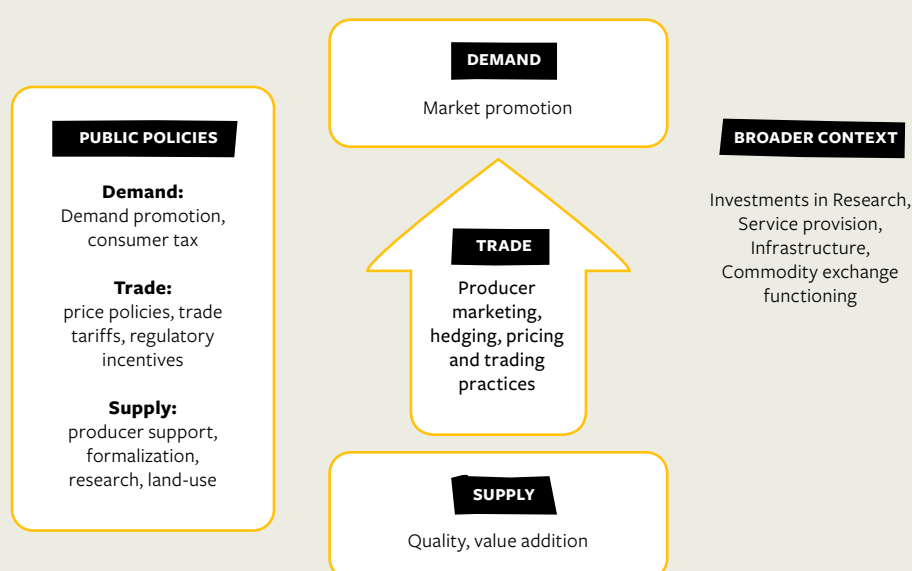 PUBLIC POLICIES
Demand:
Demand promotion,
consumer tax
Trade:
price policies, trade
tariffs, regulatory
incentives
Supply:
producer support,
formalization,
research, land-use
DEMAND
Market promotion
TRADE
Producer
marketing,
hedging, pricing
and trading
practices
SUPPLY
Quality, value addition
BROADER CONTEXT
Investments in Research,
Service provision,
Infrastructure,
Commodity exchange
functioning